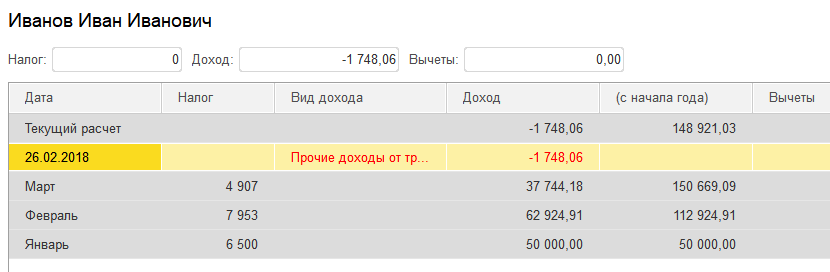 Иванов Иван Иванович
Налог: 0 Доход: -1 748,06 Вычеты: 0,00
Дата Налог Вид дохода Доход (с начала года) Вычеты
Текущий расчет -1 748,06 148 921,03
26.02.2018 Прочие доходы от тр... -1 748,06
Март 4 907 37 744,18 150 669,09
Февраль 7 953 62 924,91 112 924,91
Январь 6 500 50 000,00 50 000,00